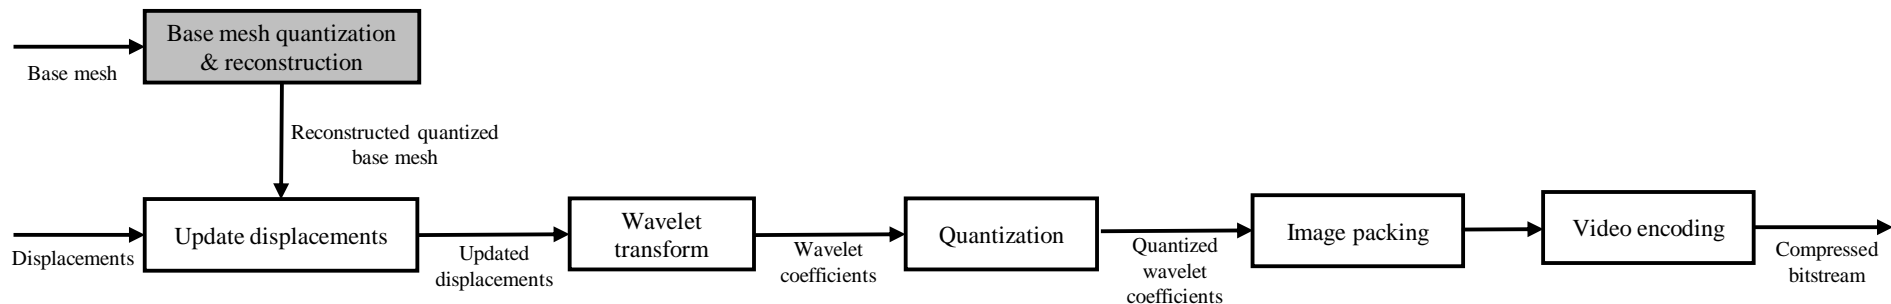 Base mesh quantization
& reconstruction
Base mesh
Reconstructed quantized
base mesh
Update displacements
Displacements
Updated
displacements
Wavelet
transform
Wavelet
coefficients
Quantization
Quantized
wavelet
coefficients
Image packing
Video encoding
Compressed
bitstream